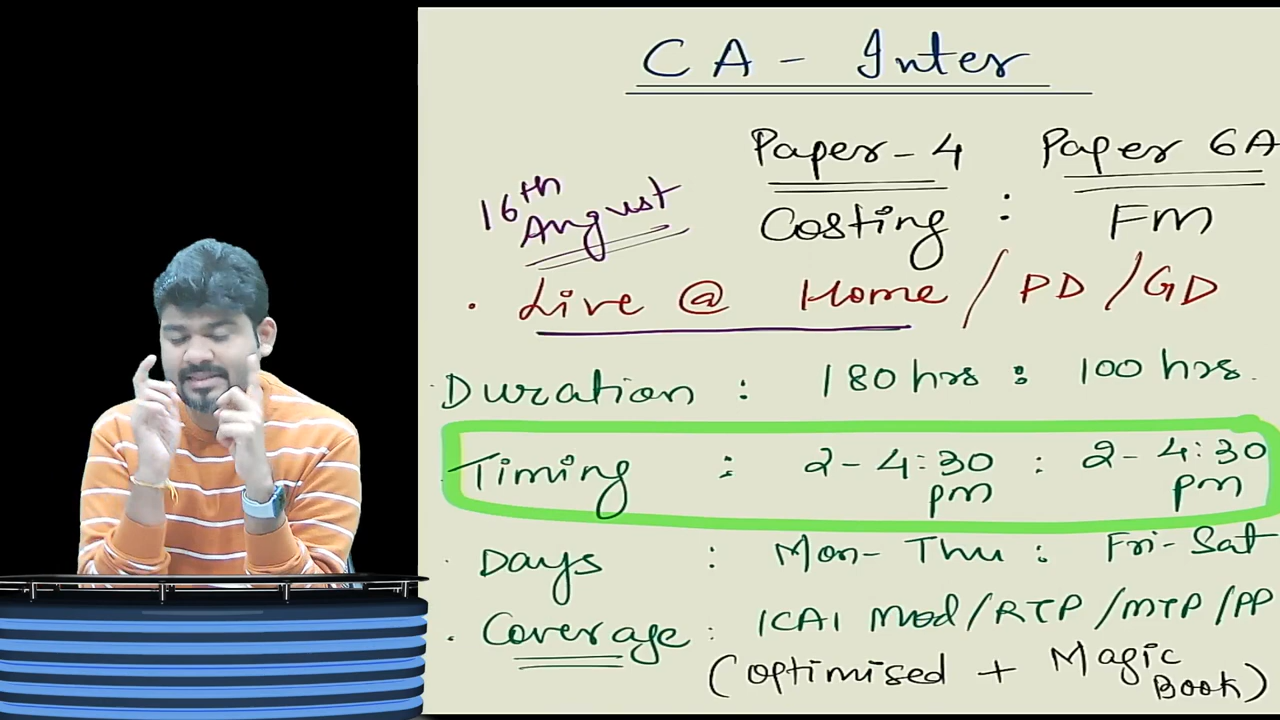 CA - Inter
Paper - 4 Paper 6A
16th August
Costing : FM
. Live @ Home / PD / GD
Duration : 180 hrs : 100 hrs.
. Timing : 2 - 4:30 pm : 2 - 4:30 pm
. Days : Mon - Thu : Fri - Sat
. Coverage : ICAI Mod / RTP / MTP / PP
(Optimised + Magic Book)